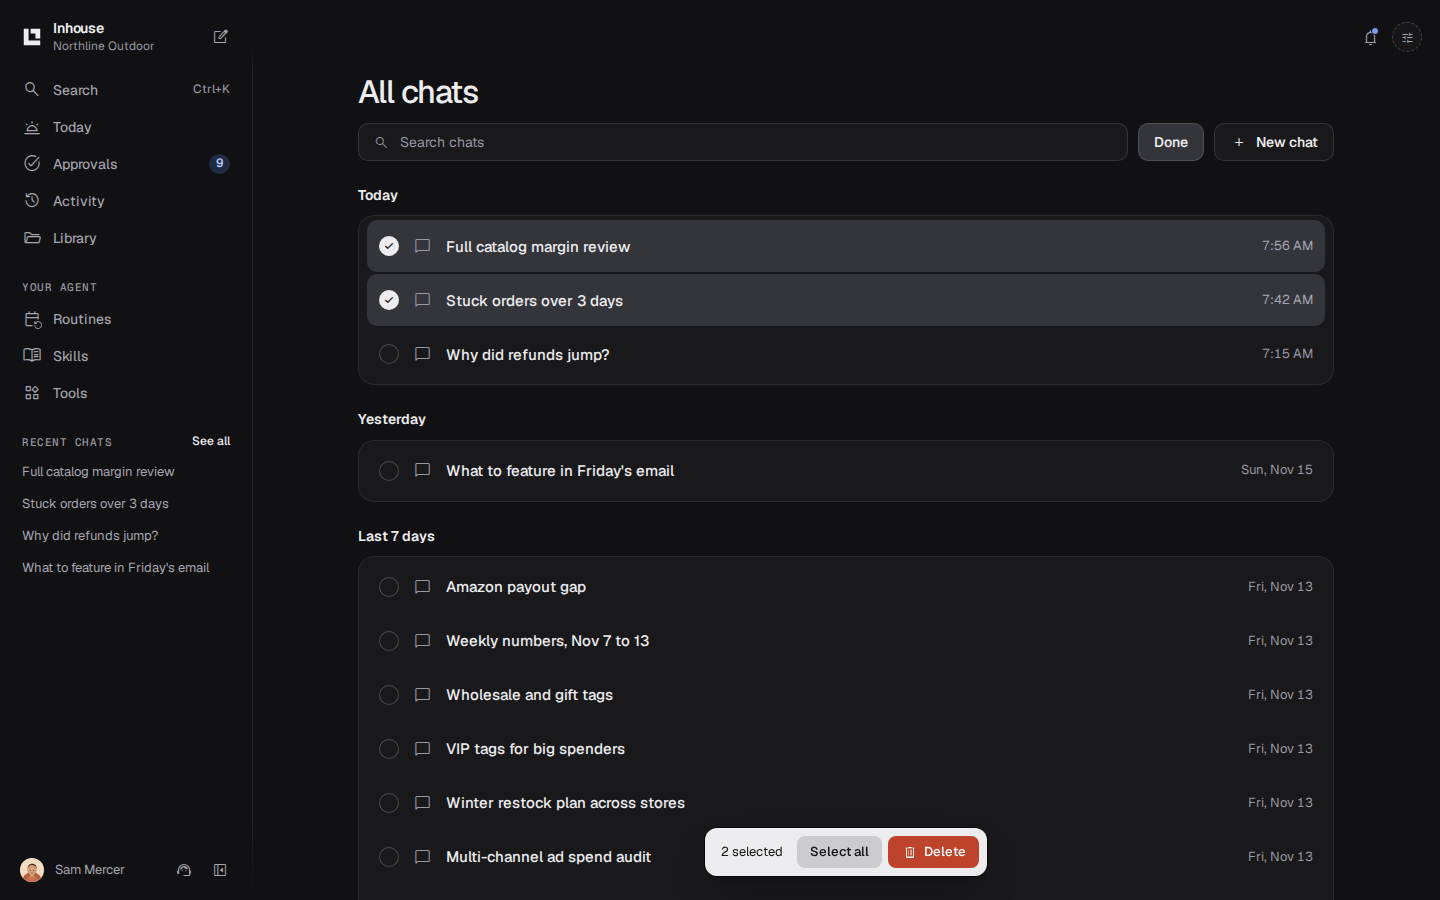 Inhouse
Northline Outdoor
Search Ctrl+K
Today
Approvals 9
Activity
Library
YOUR AGENT
Routines
Skills
Tools
RECENT CHATS See all
Full catalog margin review
Stuck orders over 3 days
Why did refunds jump?
What to feature in Friday's email
Sam Mercer
All chats
Search chats Done + New chat
Today
Full catalog margin review 7:56 AM
Stuck orders over 3 days 7:42 AM
Why did refunds jump? 7:15 AM
Yesterday
What to feature in Friday's email Sun, Nov 15
Last 7 days
Amazon payout gap Fri, Nov 13
Weekly numbers, Nov 7 to 13 Fri, Nov 13
Wholesale and gift tags Fri, Nov 13
VIP tags for big spenders Fri, Nov 13
Winter restock plan across stores Fri, Nov 13
Multi-channel ad spend audit Fri, Nov 13
2 selected Select all Delete